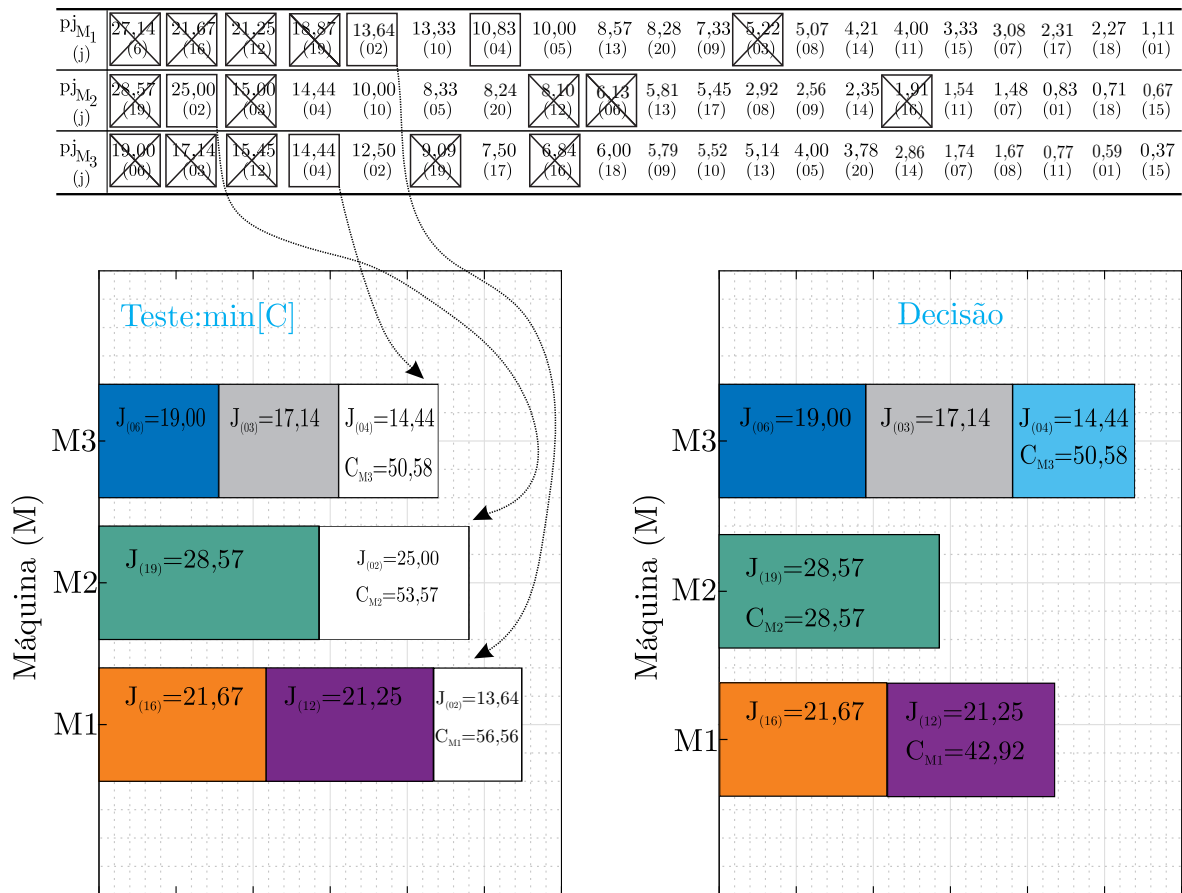 pj_M1 27,14 21,67 21,25 18,87 13,64 13,33 10,83 10,00 8,57 8,28 7,33 5,22 5,07 4,21 4,00 3,33 3,08 2,31 2,27 1,11
(j) (6) (16) (12) (19) (02) (10) (04) (05) (13) (20) (09) (03) (08) (14) (11) (15) (07) (17) (18) (01)
pj_M2 28,57 25,00 15,00 14,44 10,00 8,33 8,24 8,10 6,13 5,81 5,45 2,92 2,56 2,35 1,91 1,54 1,48 0,83 0,71 0,67
(j) (19) (02) (03) (04) (10) (05) (20) (12) (06) (13) (17) (08) (09) (14) (16) (11) (07) (01) (18) (15)
pj_M3 19,00 17,14 15,45 14,44 12,50 9,09 7,50 6,84 6,00 5,79 5,52 5,14 4,00 3,78 2,86 1,74 1,67 0,77 0,59 0,37
(j) (06) (03) (12) (04) (02) (19) (17) (16) (18) (09) (10) (13) (05) (20) (14) (07) (08) (11) (01) (15)
Teste:min[C]
Máquina (M)
M3
J(06)=19,00
J(03)=17,14
J(04)=14,44
C_M3=50,58
M2
J(19)=28,57
J(02)=25,00
C_M2=53,57
M1
J(16)=21,67
J(12)=21,25
J(02)=13,64
C_M1=56,56
Decisão
Máquina (M)
M3
J(06)=19,00
J(03)=17,14
J(04)=14,44
C_M3=50,58
M2
J(19)=28,57
C_M2=28,57
M1
J(16)=21,67
J(12)=21,25
C_M1=42,92